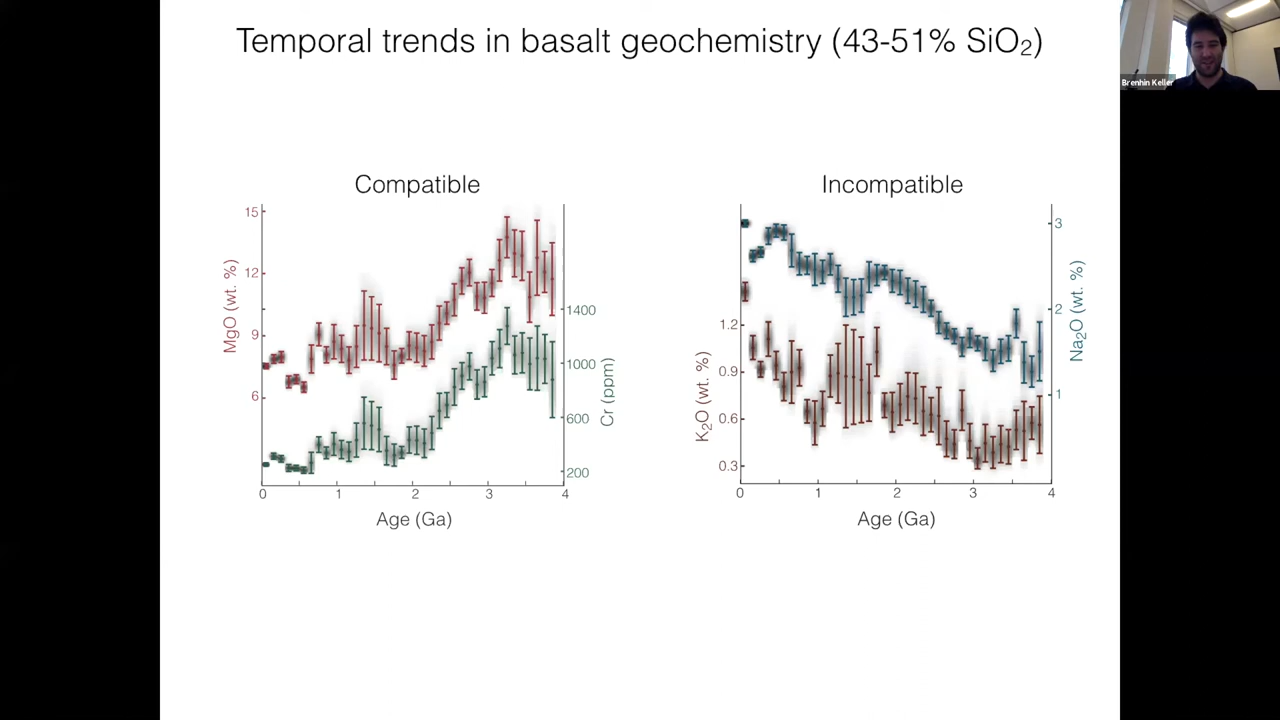 Temporal trends in basalt geochemistry (43-51% SiO₂)
Brenhin Keller
Compatible
Incompatible
MgO (wt. %)
15
12
9
6
1400
1000
600
200
Cr (ppm)
0 1 2 3 4
Age (Ga)
K₂O (wt. %)
1.2
0.9
0.6
0.3
3
2
1
Na₂O (wt. %)
0 1 2 3 4
Age (Ga)